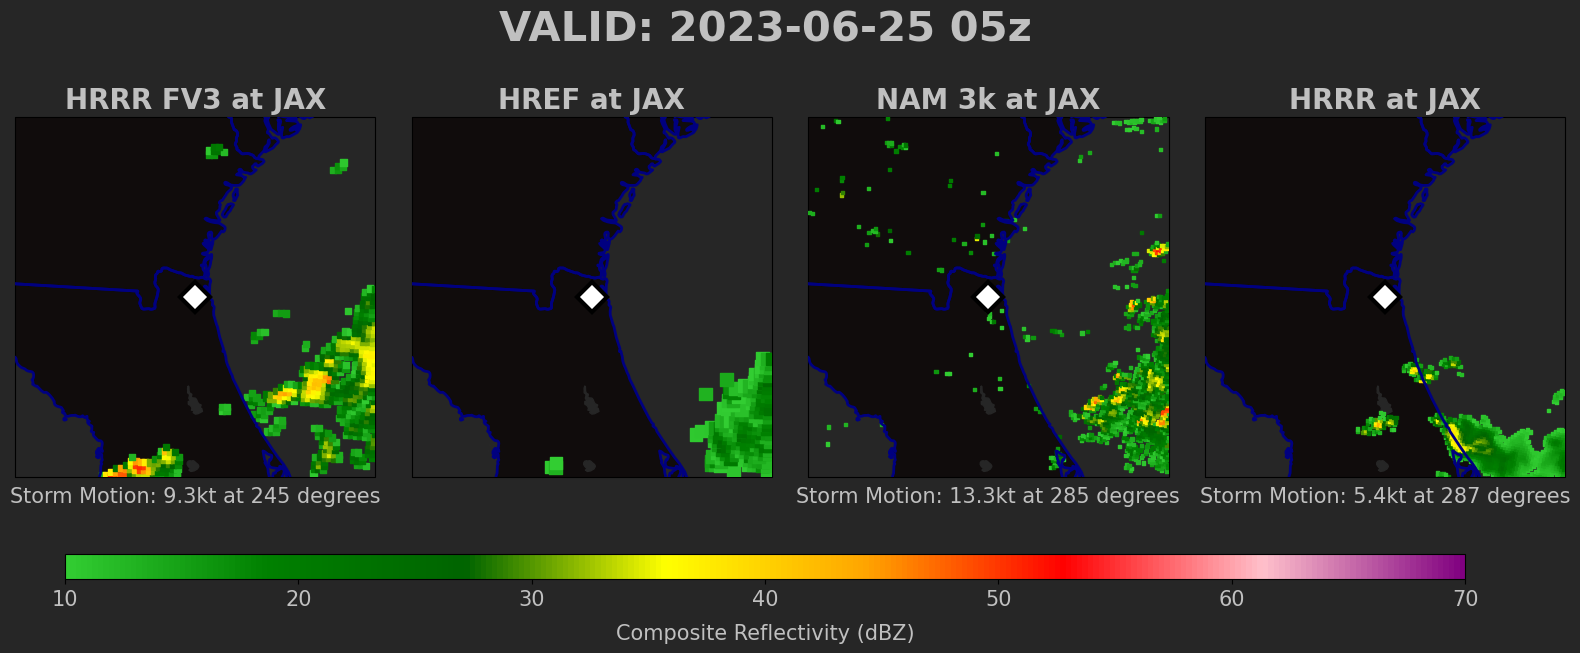 VALID: 2023-06-25 05z
HRRR FV3 at JAX
HREF at JAX
NAM 3k at JAX
HRRR at JAX
Storm Motion: 9.3kt at 245 degrees
Storm Motion: 13.3kt at 285 degrees
Storm Motion: 5.4kt at 287 degrees
10 20 30 40 50 60 70
Composite Reflectivity (dBZ)